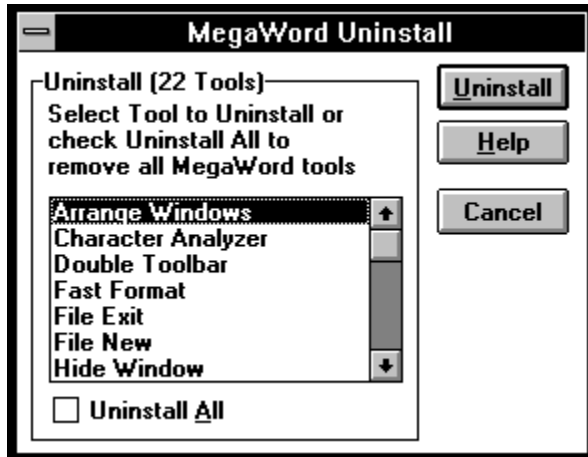 MegaWord Uninstall
Uninstall (22 Tools)
Select Tool to Uninstall or
check Uninstall All to
remove all MegaWord tools
Arrange Windows
Character Analyzer
Double Toolbar
Fast Format
File Exit
File New
Hide Window
Uninstall All
Uninstall
Help
Cancel